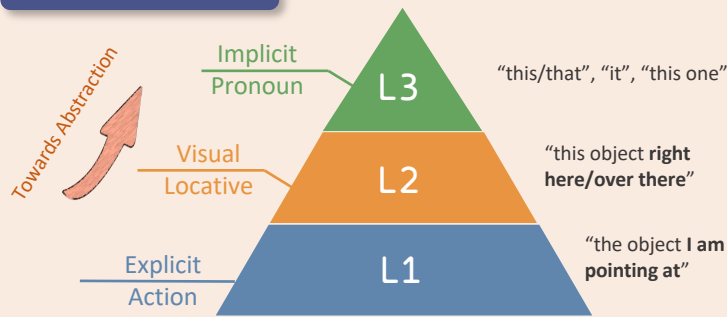 Towards Abstraction
Implicit
Pronoun
L3
“this/that”, “it”, “this one”
Visual
Locative
L2
“this object right
here/over there”
Explicit
Action
L1
“the object I am
pointing at”